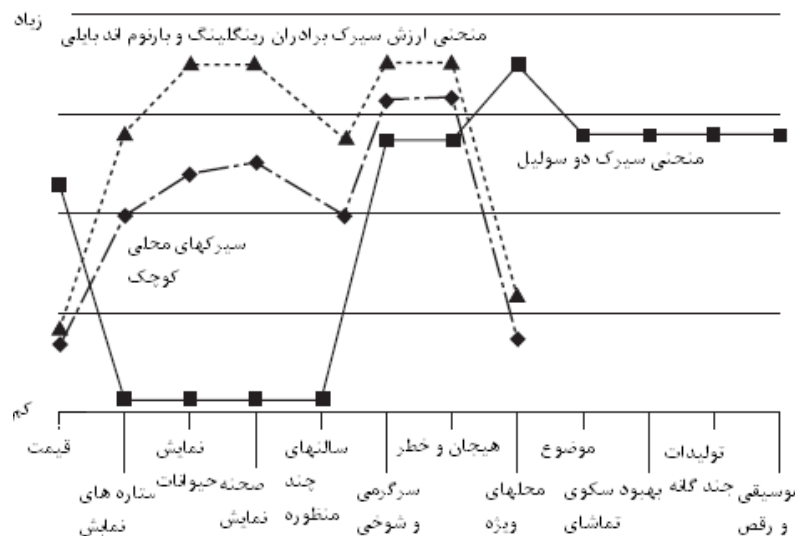 زیاد
منحنی ارزش سیرک برادران رینگلینگ و بارنوم اند بایلی
منحنی سیرک دو سولیل
سیرکهای محلی
کوچک
کم
قیمت
ستاره های
نمایش
نمایش
حیوانات
صحنه
نمایش
سالنهای
چند
منظوره
سرگرمی
و شوخی
هیجان و خطر
محلهای
ویژه
موضوع
بهبود سکوی
تماشای
تولیدات
چند گانه
موسیقی
و رقص